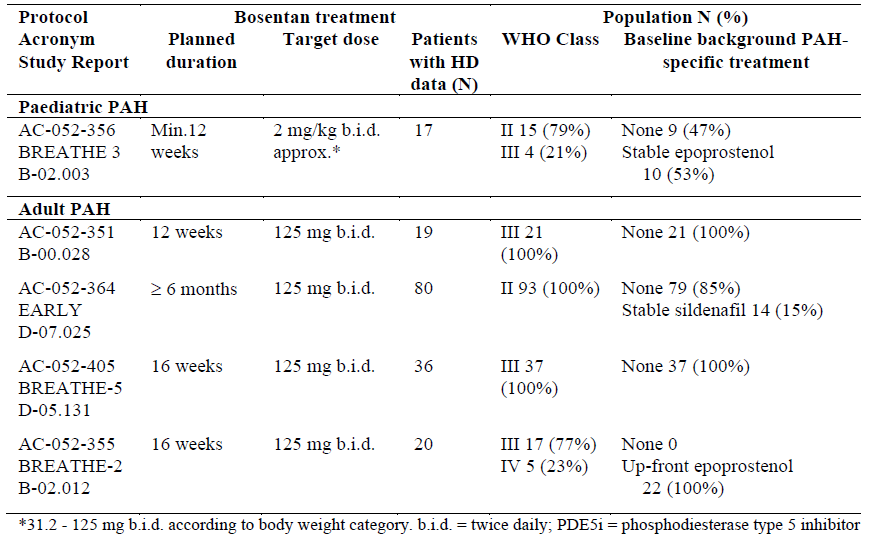 Protocol Bosentan treatment Population N (%)
Acronym Planned Target dose Patients WHO Class Baseline background PAH-
Study Report duration with HD specific treatment
data (N)
Paediatric PAH
AC-052-356 Min.12 2 mg/kg b.i.d. 17 II 15 (79%) None 9 (47%)
BREATHE 3 weeks approx.* III 4 (21%) Stable epoprostenol
B-02.003 10 (53%)
Adult PAH
AC-052-351 12 weeks 125 mg b.i.d. 19 III 21 None 21 (100%)
B-00.028 (100%)
AC-052-364 ≥ 6 months 125 mg b.i.d. 80 II 93 (100%) None 79 (85%)
EARLY Stable sildenafil 14 (15%)
D-07.025
AC-052-405 16 weeks 125 mg b.i.d. 36 III 37 None 37 (100%)
BREATHE-5 (100%)
D-05.131
AC-052-355 16 weeks 125 mg b.i.d. 20 III 17 (77%) None 0
BREATHE-2 IV 5 (23%) Up-front epoprostenol
B-02.012 22 (100%)
*31.2 - 125 mg b.i.d. according to body weight category. b.i.d. = twice daily; PDE5i = phosphodiesterase type 5 inhibitor